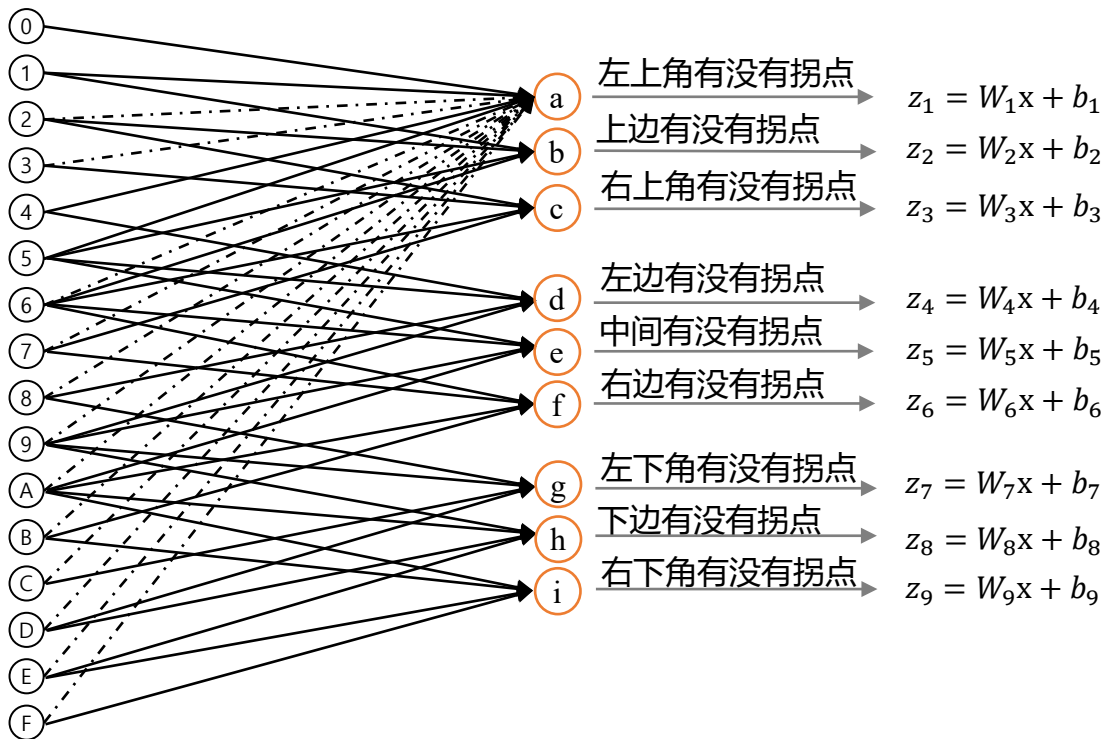 0
1
2
3
4
5
6
7
8
9
A
B
C
D
E
F
a 左上角有没有拐点 z₁ = W₁x + b₁
b 上边有没有拐点 z₂ = W₂x + b₂
c 右上角有没有拐点 z₃ = W₃x + b₃
d 左边有没有拐点 z₄ = W₄x + b₄
e 中间有没有拐点 z₅ = W₅x + b₅
f 右边有没有拐点 z₆ = W₆x + b₆
g 左下角有没有拐点 z₇ = W₇x + b₇
h 下边有没有拐点 z₈ = W₈x + b₈
i 右下角有没有拐点 z₉ = W₉x + b₉